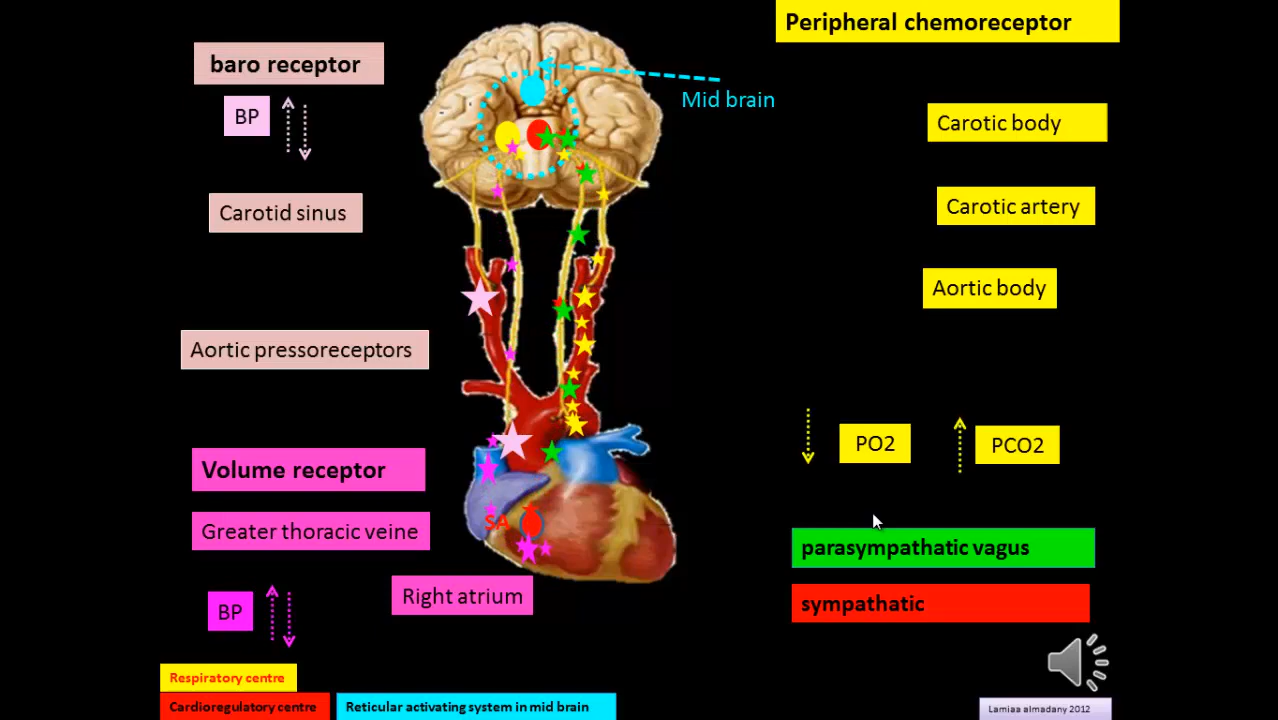 Peripheral chemoreceptor
baro receptor
BP
Mid brain
Carotic body
Carotid sinus
Carotic artery
Aortic body
Aortic pressoreceptors
PO2
PCO2
Volume receptor
Greater thoracic veine
SA
parasympathatic vagus
Right atrium
sympathatic
BP
Respiratory centre
Cardioregulatory centre
Reticular activating system in mid brain
Lamiaa almadany 2012